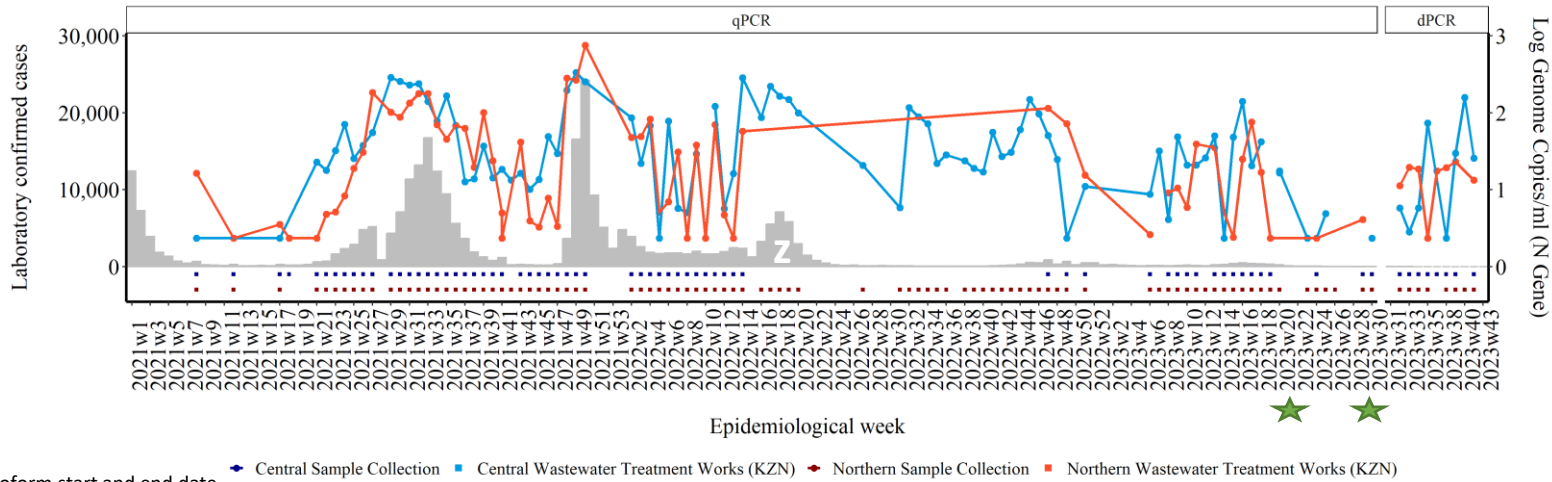 qPCR
dPCR
Laboratory confirmed cases
30,000
20,000
10,000
0
3
2
1
0
Log Genome Copies/ml (N Gene)
Z
2021w1
2021w3
2021w5
2021w7
2021w9
2021w11
2021w13
2021w15
2021w17
2021w19
2021w21
2021w23
2021w25
2021w27
2021w29
2021w31
2021w33
2021w35
2021w37
2021w39
2021w41
2021w43
2021w45
2021w47
2021w49
2021w51
2021w53
2022w2
2022w4
2022w6
2022w8
2022w10
2022w12
2022w14
2022w16
2022w18
2022w20
2022w22
2022w24
2022w26
2022w28
2022w30
2022w32
2022w34
2022w36
2022w38
2022w40
2022w42
2022w44
2022w46
2022w48
2022w50
2022w52
2023w2
2023w4
2023w6
2023w8
2023w10
2023w12
2023w14
2023w16
2023w18
2023w20
2023w22
2023w24
2023w26
2023w28
2023w30
2023w31
2023w33
2023w35
2023w38
2023w40
2023w43
Epidemiological week
Central Sample Collection Central Wastewater Treatment Works (KZN) Northern Sample Collection Northern Wastewater Treatment Works (KZN)
start and end date